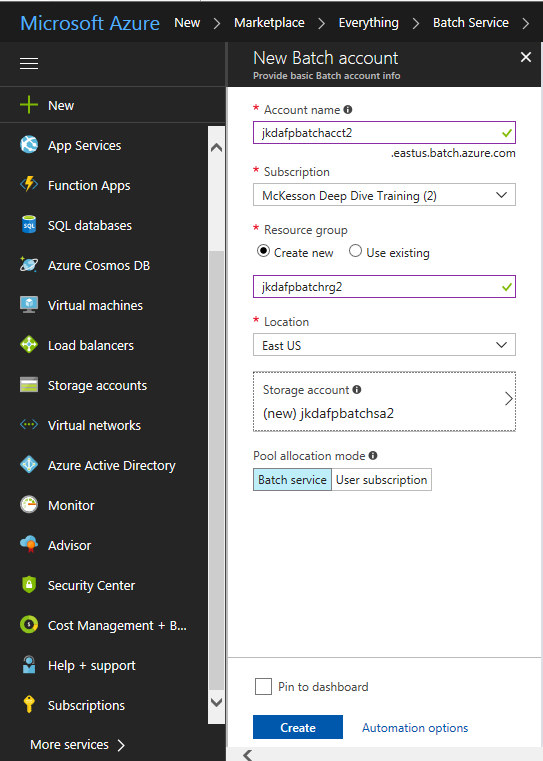 Microsoft Azure New > Marketplace > Everything > Batch Service >
New Batch account
Provide basic Batch account info
New
App Services
Function Apps
SQL databases
Azure Cosmos DB
Virtual machines
Load balancers
Storage accounts
Virtual networks
Azure Active Directory
Monitor
Advisor
Security Center
Cost Management + B...
Help + support
Subscriptions
More services >
* Account name
jkdafpbatchacct2
.eastus.batch.azure.com
* Subscription
McKesson Deep Dive Training (2)
* Resource group
Create new Use existing
jkdafpbatchrg2
* Location
East US
Storage account
(new) jkdafpbatchsa2
Pool allocation mode
Batch service User subscription
Pin to dashboard
Create Automation options